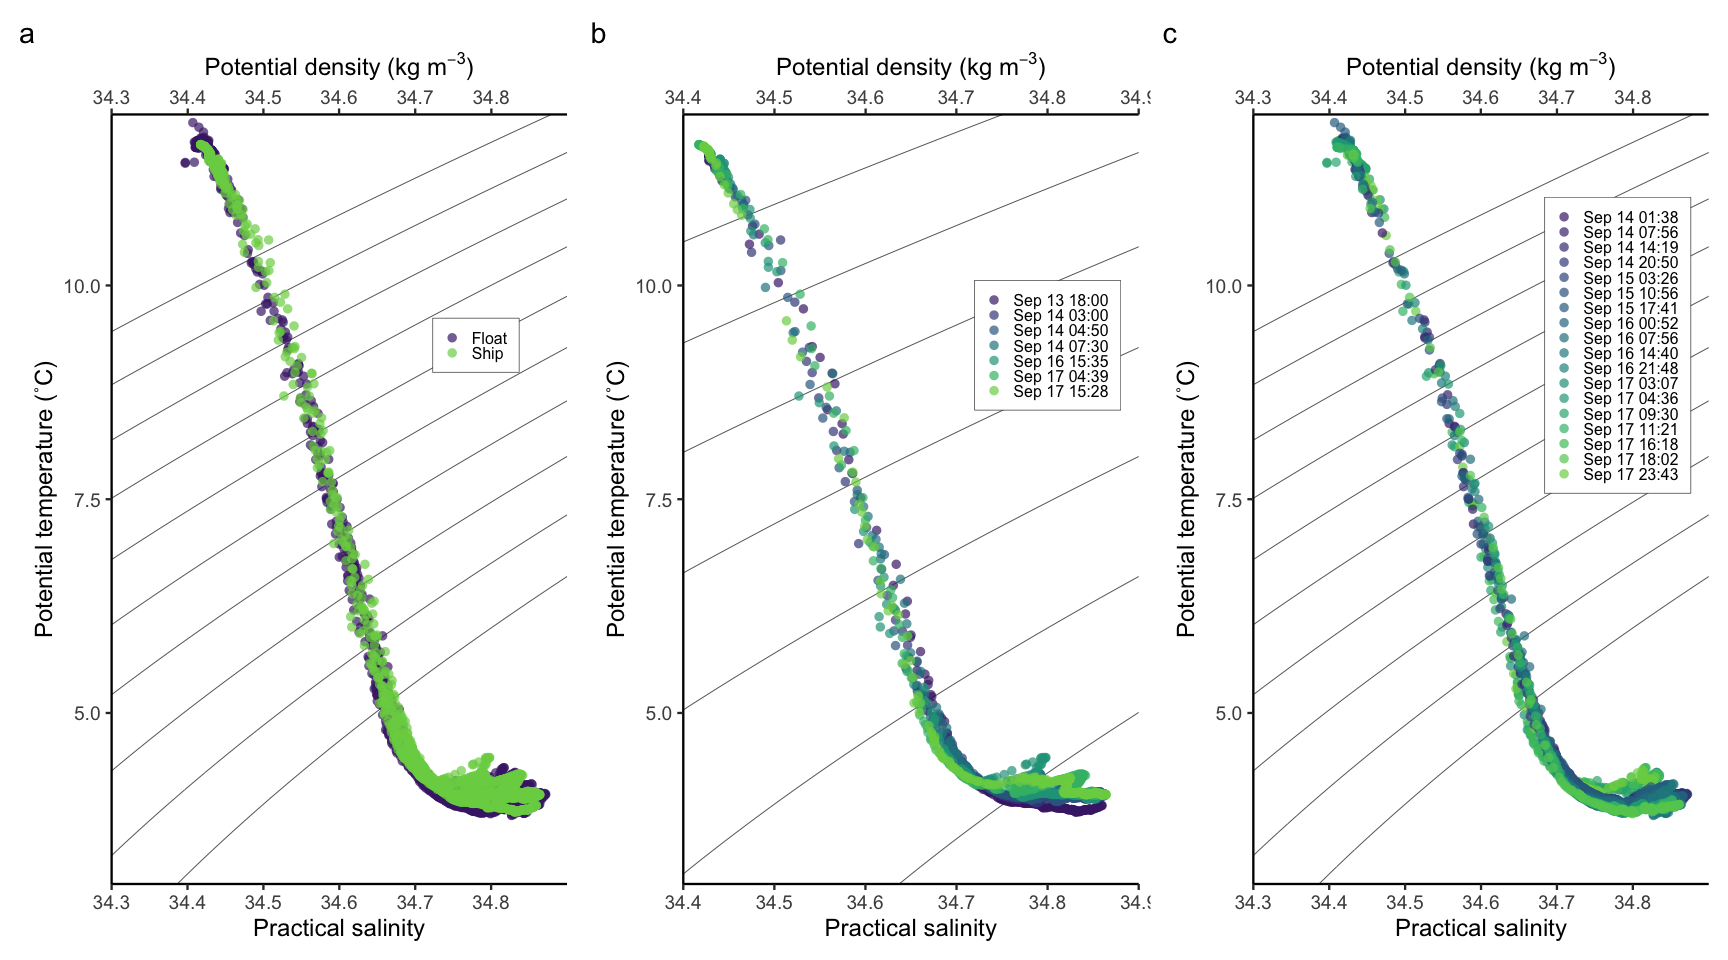 a
Potential density (kg m−3)
34.3 34.4 34.5 34.6 34.7 34.8
10.0
7.5
5.0
Potential temperature (˚C)
Float
Ship
34.3 34.4 34.5 34.6 34.7 34.8
Practical salinity
b
Potential density (kg m−3)
34.4 34.5 34.6 34.7 34.8
10.0
7.5
5.0
Potential temperature (˚C)
Sep 13 18:00
Sep 14 03:00
Sep 14 04:50
Sep 14 07:30
Sep 16 15:35
Sep 17 04:39
Sep 17 15:28
34.4 34.5 34.6 34.7 34.8
Practical salinity
c
Potential density (kg m−3)
34.3 34.4 34.5 34.6 34.7 34.8
10.0
7.5
5.0
Potential temperature (˚C)
Sep 14 01:38
Sep 14 07:56
Sep 14 14:19
Sep 14 20:50
Sep 15 03:26
Sep 15 10:56
Sep 15 17:41
Sep 16 00:52
Sep 16 07:56
Sep 16 14:40
Sep 16 21:48
Sep 17 03:07
Sep 17 04:36
Sep 17 09:30
Sep 17 11:21
Sep 17 16:18
Sep 17 18:02
Sep 17 23:43
34.3 34.4 34.5 34.6 34.7 34.8
Practical salinity